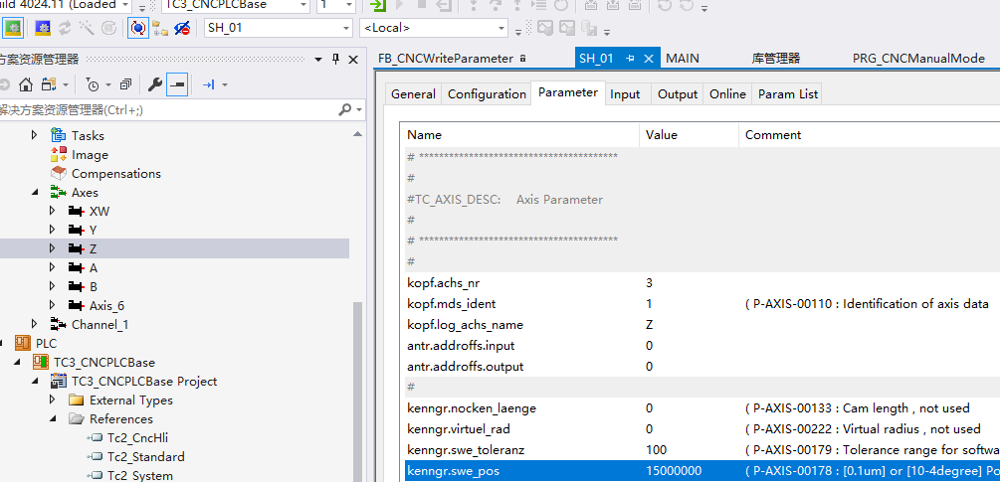 uild 4024.11 (Loaded
TC3_CNCPLCBase
1
SH_01
<Local>
方案资源管理器
解决方案资源管理器(Ctrl+;)
Tasks
Image
Compensations
Axes
XW
Y
Z
A
B
Axis_6
Channel_1
PLC
TC3_CNCPLCBase
TC3_CNCPLCBase Project
External Types
References
Tc2_CncHli
Tc2_Standard
Tc2_System
FB_CNCWriteParameter
SH_01
MAIN
库管理器
PRG_CNCManualMode
General
Configuration
Parameter
Input
Output
Online
Param List
Name Value Comment
# ****************************************
#
#TC_AXIS_DESC: Axis Parameter
#
# ****************************************
#
kopf.achs_nr 3
kopf.mds_ident 1 ( P-AXIS-00110 : Identification of axis data
kopf.log_achs_name Z
antr.addroffs.input 0
antr.addroffs.output 0
#
kenngr.nocken_laenge 0 ( P-AXIS-00133 : Cam length , not used
kenngr.virtuel_rad 0 ( P-AXIS-00222 : Virtual radius , not used
kenngr.swe_toleranz 100 ( P-AXIS-00179 : Tolerance range for softwa
kenngr.swe_pos 15000000 ( P-AXIS-00178 : [0.1um] or [10-4degree] Po